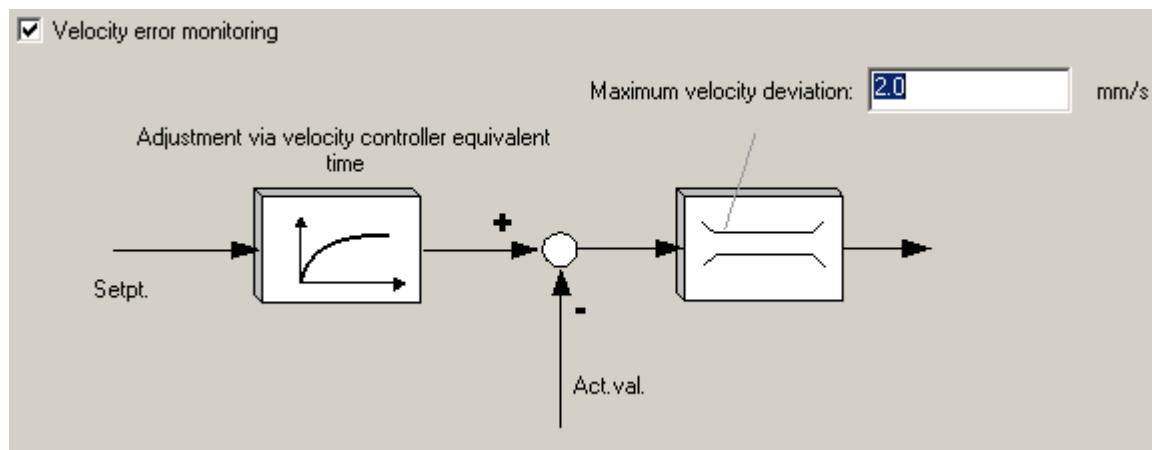 Velocity error monitoring
Maximum velocity deviation: 2.0 mm/s
Adjustment via velocity controller equivalent
time
+
Setpt.
-
Act.val.